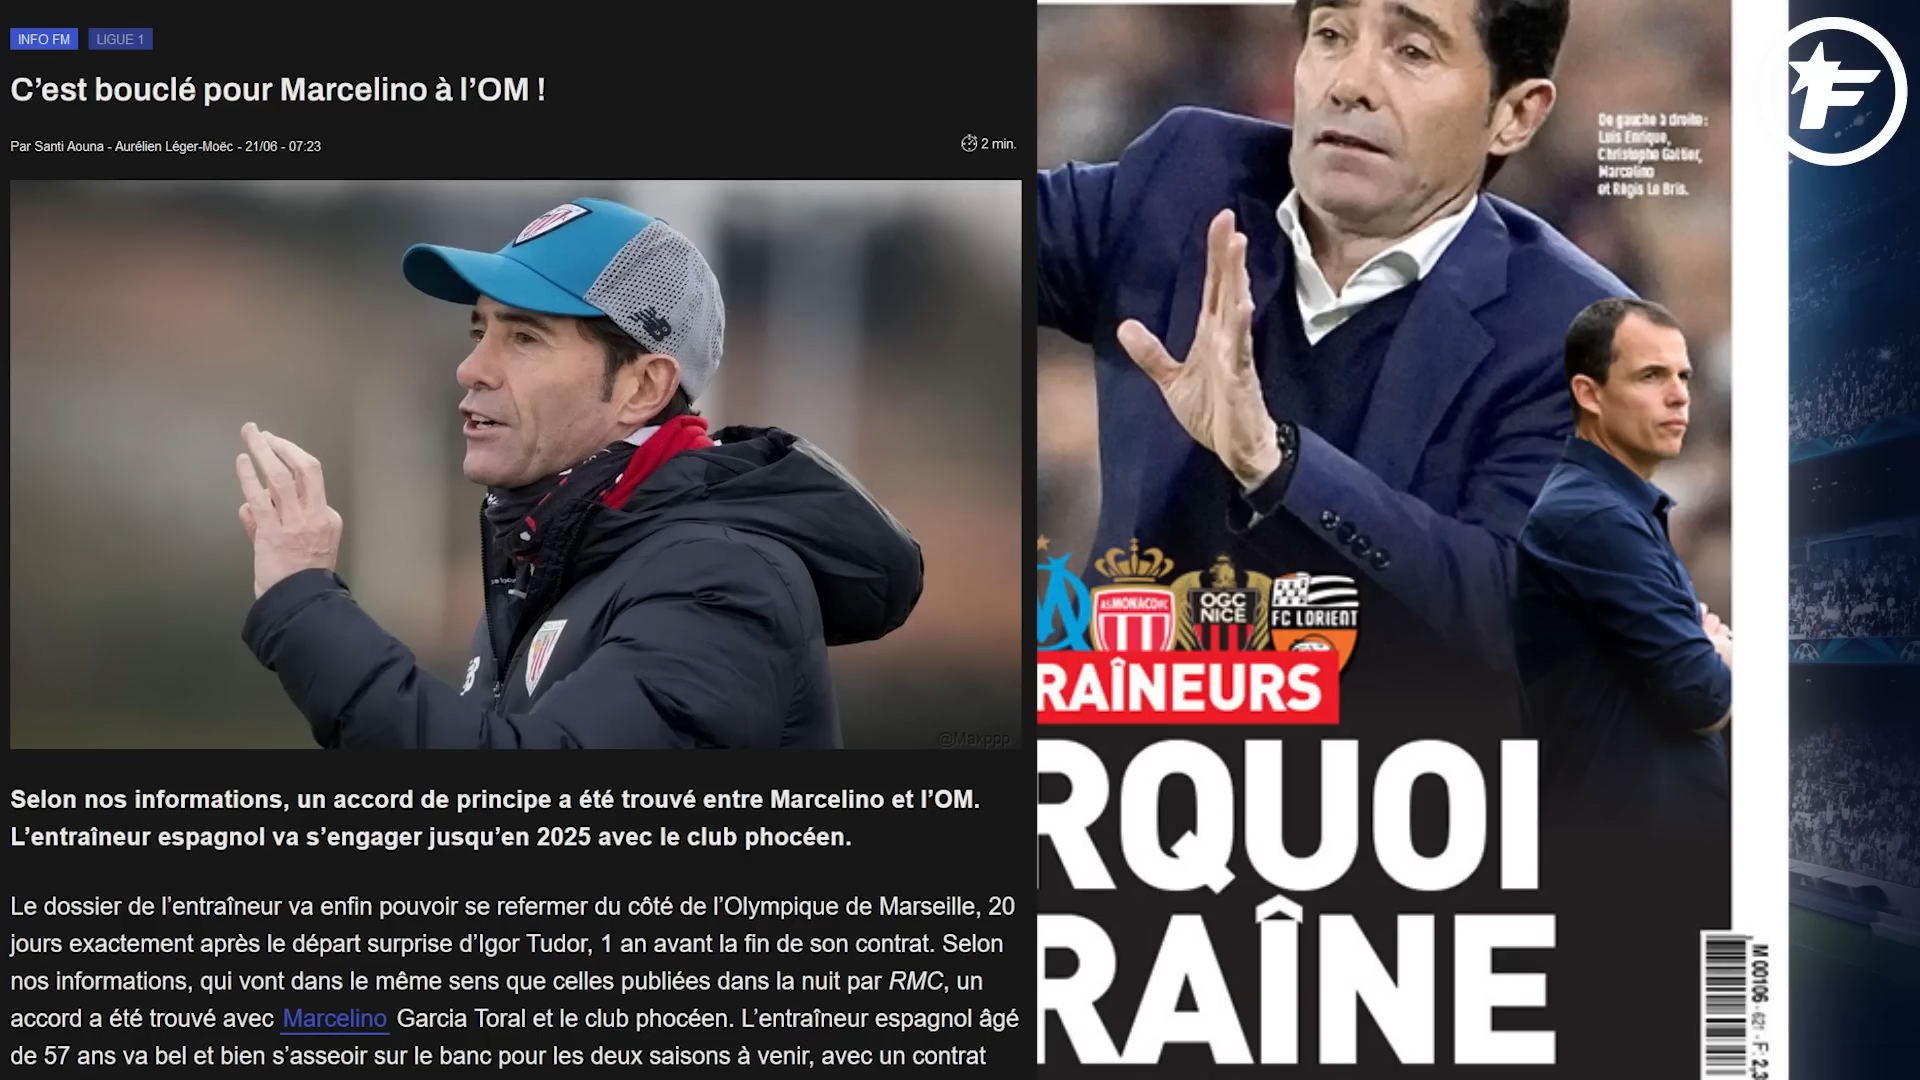 INFO FM
LIGUE 1
C’est bouclé pour Marcelino à l’OM !
Par Santi Aouna - Aurélien Léger-Moëc - 21/06 - 07:23
2 min.
@Maxppp
Selon nos informations, un accord de principe a été trouvé entre Marcelino et l’OM.
L’entraîneur espagnol va s’engager jusqu’en 2025 avec le club phocéen.
Le dossier de l’entraîneur va enfin pouvoir se refermer du côté de l’Olympique de Marseille, 20
jours exactement après le départ surprise d’Igor Tudor, 1 an avant la fin de son contrat. Selon
nos informations, qui vont dans le même sens que celles publiées dans la nuit par RMC, un
accord a été trouvé avec Marcelino Garcia Toral et le club phocéen. L’entraîneur espagnol âgé
de 57 ans va bel et bien s’asseoir sur le banc pour les deux saisons à venir, avec un contrat
De gauche à droite :
Luis Enrique,
Christophe Galtier,
Marcelino
et Régis Le Bris.
AS MONACO FC
OGC
NICE
FC LORIENT
RAÎNEURS
RQUOI
RAÎNE
M 00106
F